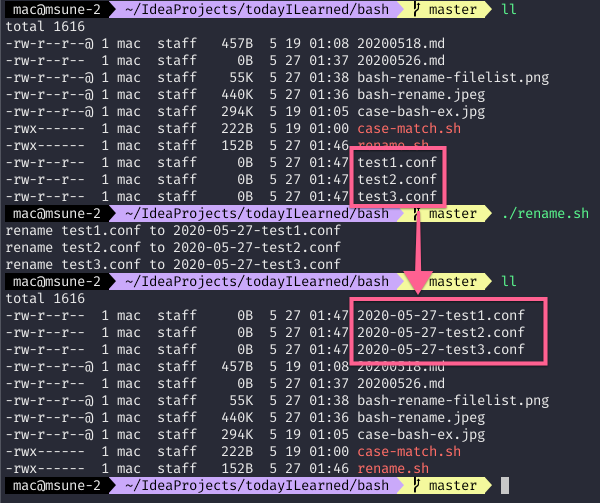 mac@msune-2 ~/IdeaProjects/todayILearned/bash master ll
total 1616
-rw-r--r--@ 1 mac staff 457B 5 19 01:08 20200518.md
-rw-r--r-- 1 mac staff 0B 5 27 01:37 20200526.md
-rw-r--r--@ 1 mac staff 55K 5 27 01:38 bash-rename-filelist.png
-rw-r--r--@ 1 mac staff 440K 5 27 01:36 bash-rename.jpeg
-rw-r--r--@ 1 mac staff 294K 5 19 01:05 case-bash-ex.jpg
-rwx------ 1 mac staff 222B 5 19 01:00 case-match.sh
-rwx------ 1 mac staff 152B 5 27 01:46 rename.sh
-rw-r--r-- 1 mac staff 0B 5 27 01:47 test1.conf
-rw-r--r-- 1 mac staff 0B 5 27 01:47 test2.conf
-rw-r--r-- 1 mac staff 0B 5 27 01:47 test3.conf
mac@msune-2 ~/IdeaProjects/todayILearned/bash master ./rename.sh
rename test1.conf to 2020-05-27-test1.conf
rename test2.conf to 2020-05-27-test2.conf
rename test3.conf to 2020-05-27-test3.conf
mac@msune-2 ~/IdeaProjects/todayILearned/bash master ll
total 1616
-rw-r--r-- 1 mac staff 0B 5 27 01:47 2020-05-27-test1.conf
-rw-r--r-- 1 mac staff 0B 5 27 01:47 2020-05-27-test2.conf
-rw-r--r-- 1 mac staff 0B 5 27 01:47 2020-05-27-test3.conf
-rw-r--r--@ 1 mac staff 457B 5 19 01:08 20200518.md
-rw-r--r-- 1 mac staff 0B 5 27 01:37 20200526.md
-rw-r--r--@ 1 mac staff 55K 5 27 01:38 bash-rename-filelist.png
-rw-r--r--@ 1 mac staff 440K 5 27 01:36 bash-rename.jpeg
-rw-r--r--@ 1 mac staff 294K 5 19 01:05 case-bash-ex.jpg
-rwx------ 1 mac staff 222B 5 19 01:00 case-match.sh
-rwx------ 1 mac staff 152B 5 27 01:46 rename.sh
mac@msune-2 ~/IdeaProjects/todayILearned/bash master